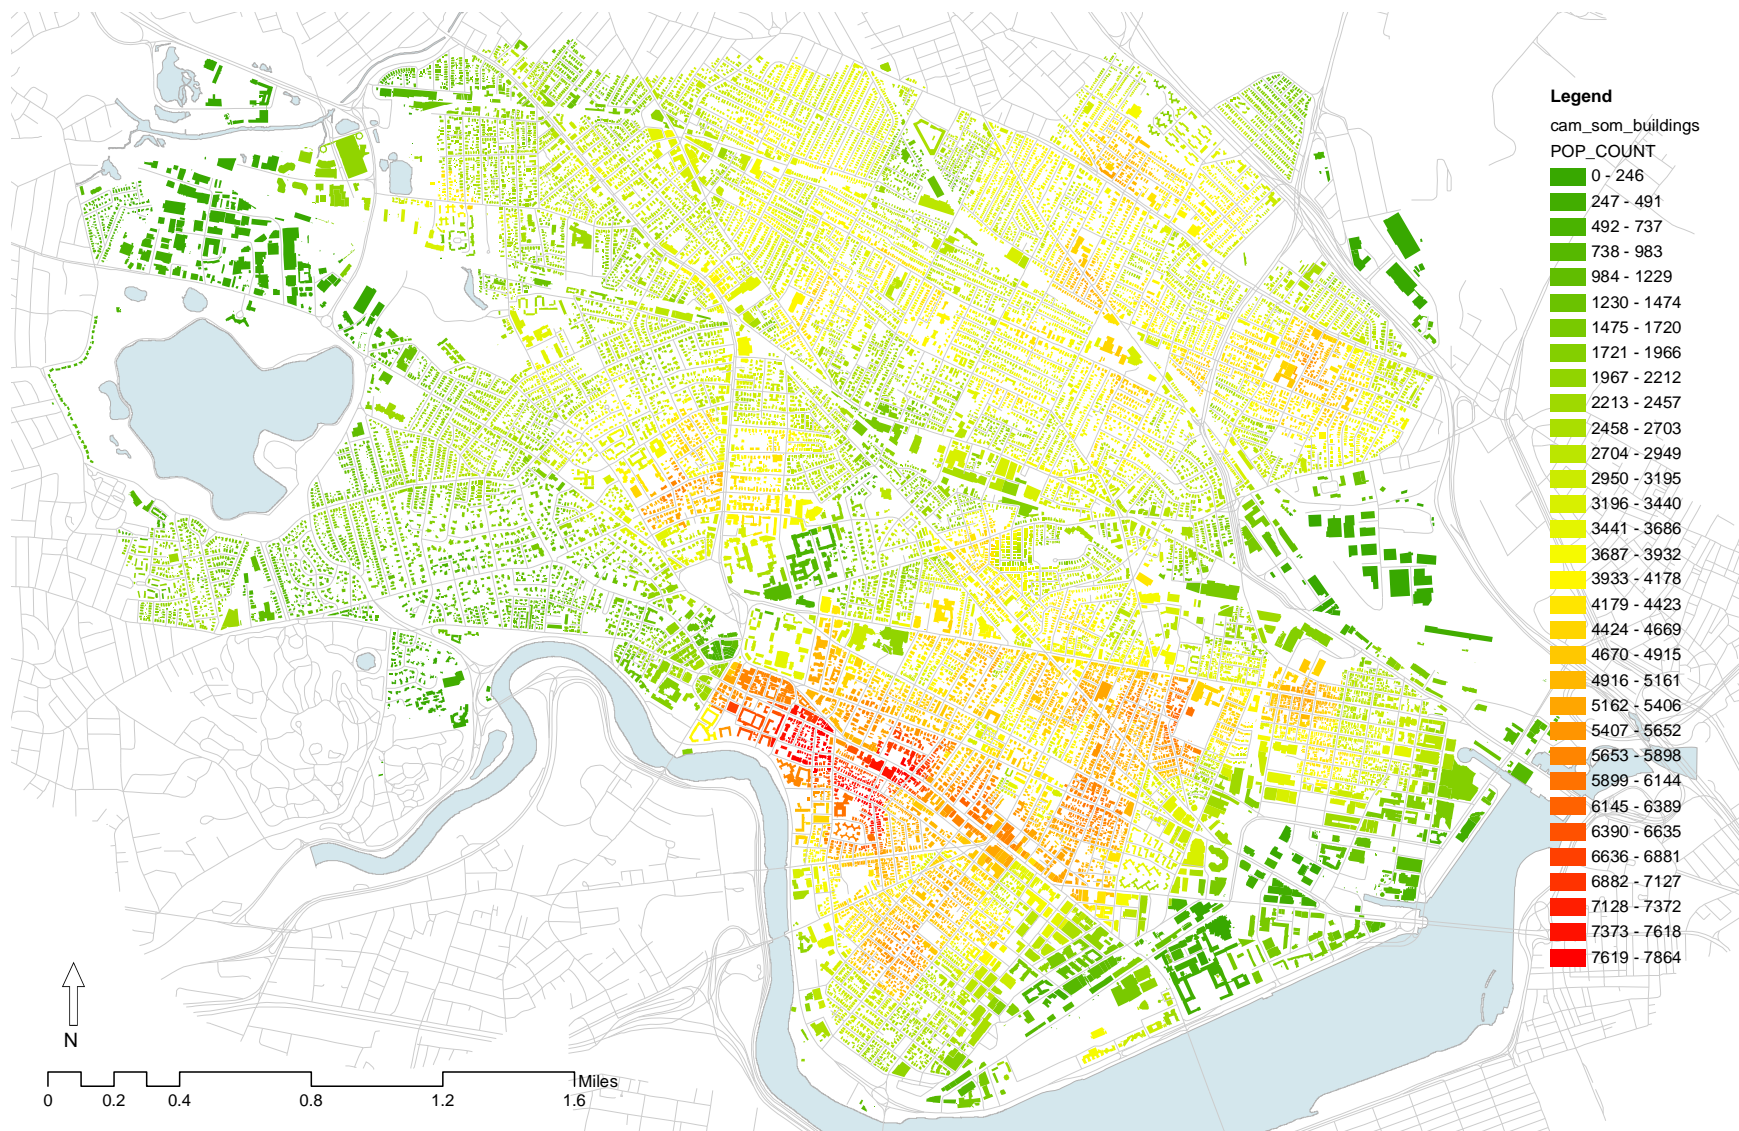 Legend
cam_som_buildings
POP_COUNT
0 - 246
247 - 491
492 - 737
738 - 983
984 - 1229
1230 - 1474
1475 - 1720
1721 - 1966
1967 - 2212
2213 - 2457
2458 - 2703
2704 - 2949
2950 - 3195
3196 - 3440
3441 - 3686
3687 - 3932
3933 - 4178
4179 - 4423
4424 - 4669
4670 - 4915
4916 - 5161
5162 - 5406
5407 - 5652
5653 - 5898
5899 - 6144
6145 - 6389
6390 - 6635
6636 - 6881
6882 - 7127
7128 - 7372
7373 - 7618
7619 - 7864
N
Miles
0 0.2 0.4 0.8 1.2 1.6